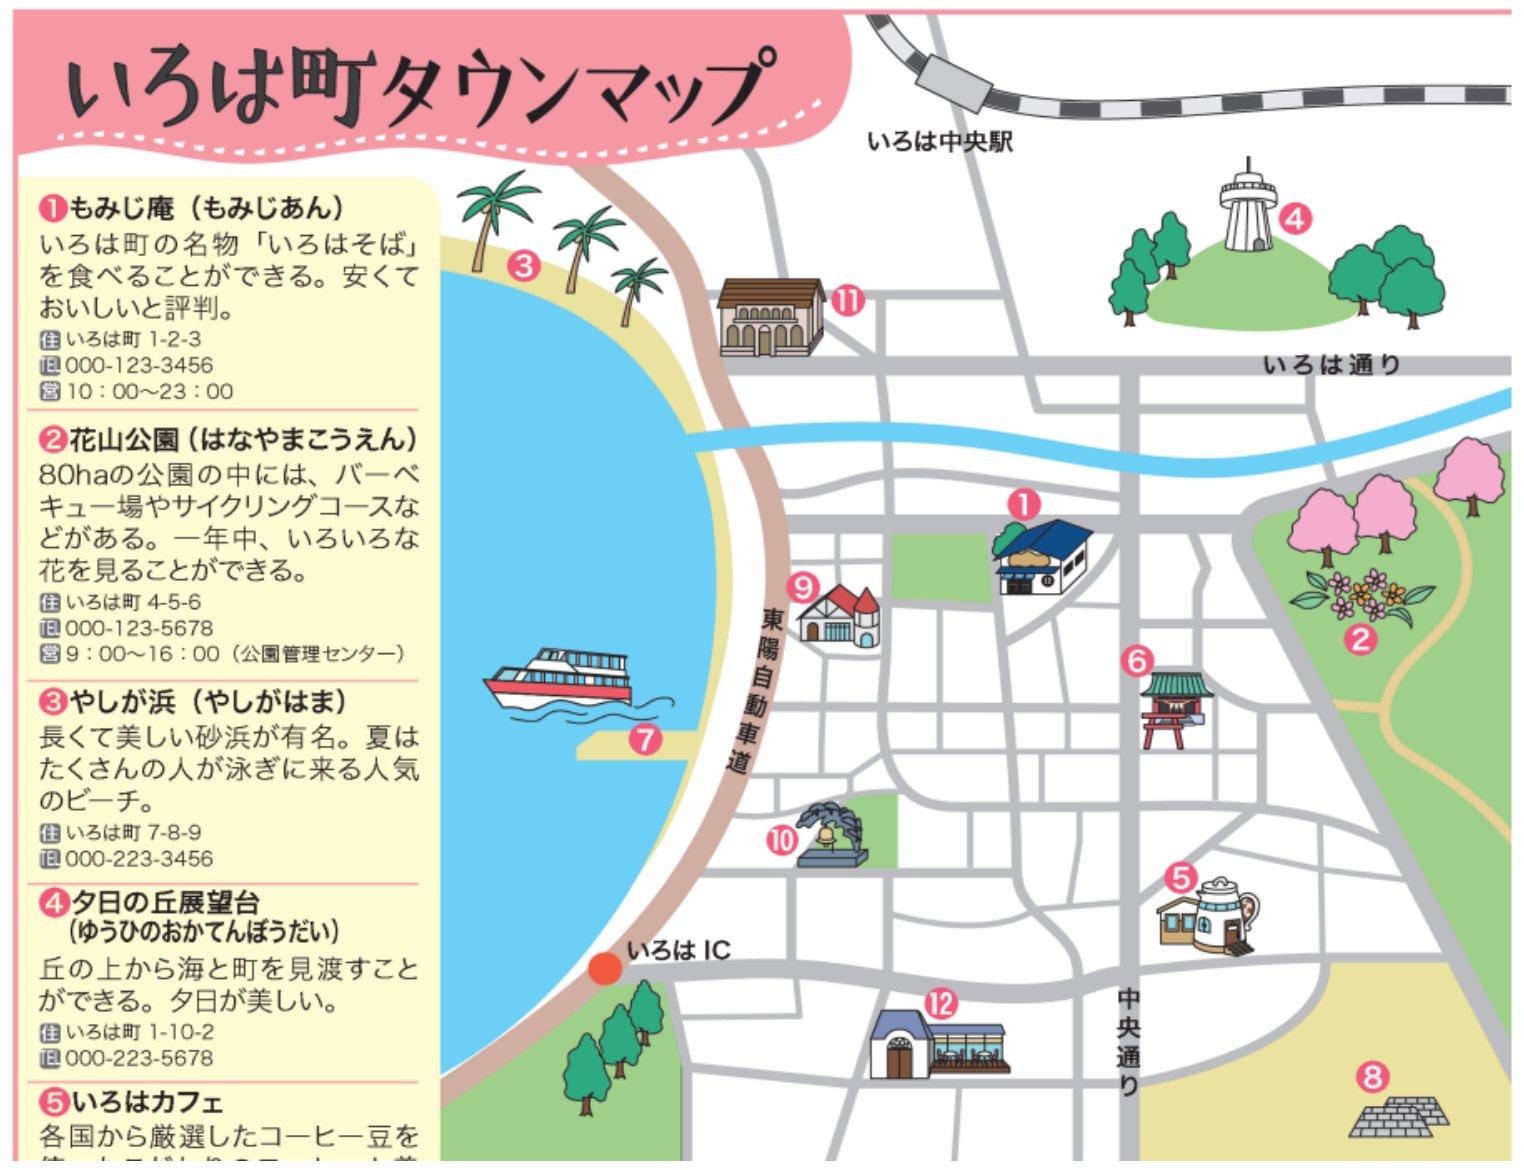 いろは町タウンマップ
❶もみじ庵（もみじあん）
いろは町の名物「いろはそば」
を食べることができる。安くて
おいしいと評判。
住 いろは町 1-2-3
TEL 000-123-3456
営 10：00〜23：00
❷花山公園（はなやまこうえん）
80haの公園の中には、バーベ
キュー場やサイクリングコースな
どがある。一年中、いろいろな
花を見ることができる。
住 いろは町 4-5-6
TEL 000-123-5678
営 9：00〜16：00（公園管理センター）
❸やしが浜（やしがはま）
長くて美しい砂浜が有名。夏は
たくさんの人が泳ぎに来る人気
のビーチ。
住 いろは町 7-8-9
TEL 000-223-3456
❹夕日の丘展望台
（ゆうひのおかてんぼうだい）
丘の上から海と町を見渡すこと
ができる。夕日が美しい。
住 いろは町 1-10-2
TEL 000-223-5678
❺いろはカフェ
各国から厳選したコーヒー豆を
いろは中央駅
❹
❸
⓫
いろは通り
❶
❾
東陽自動車道
❷
❻
❼
❿
❺
いろは IC
⓬
中央通り
❽